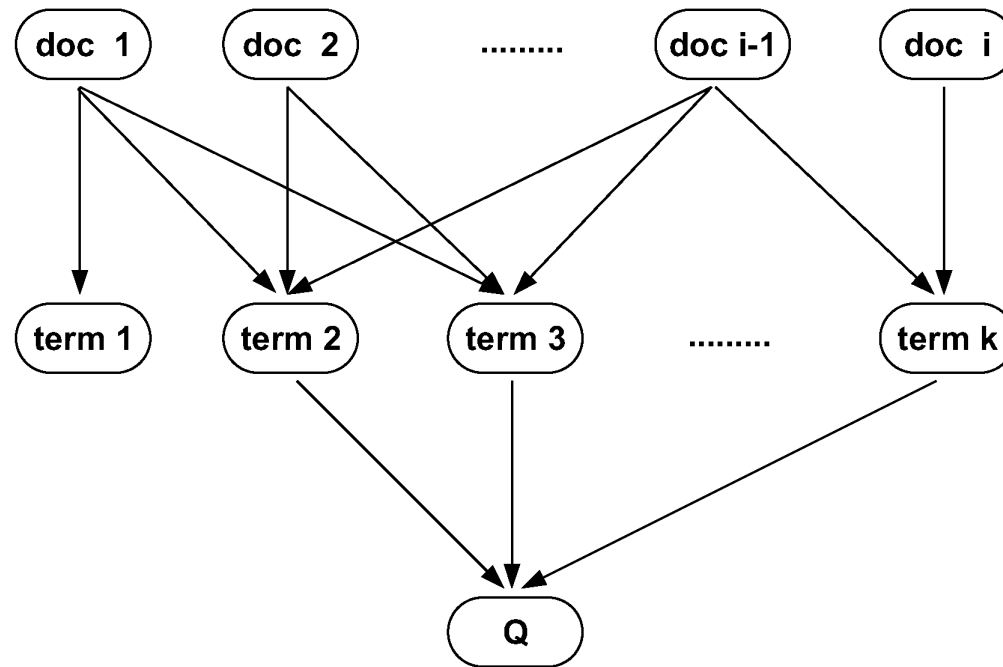 doc 1 doc 2 ......... doc i-1 doc i
term 1 term 2 term 3 ......... term k
Q